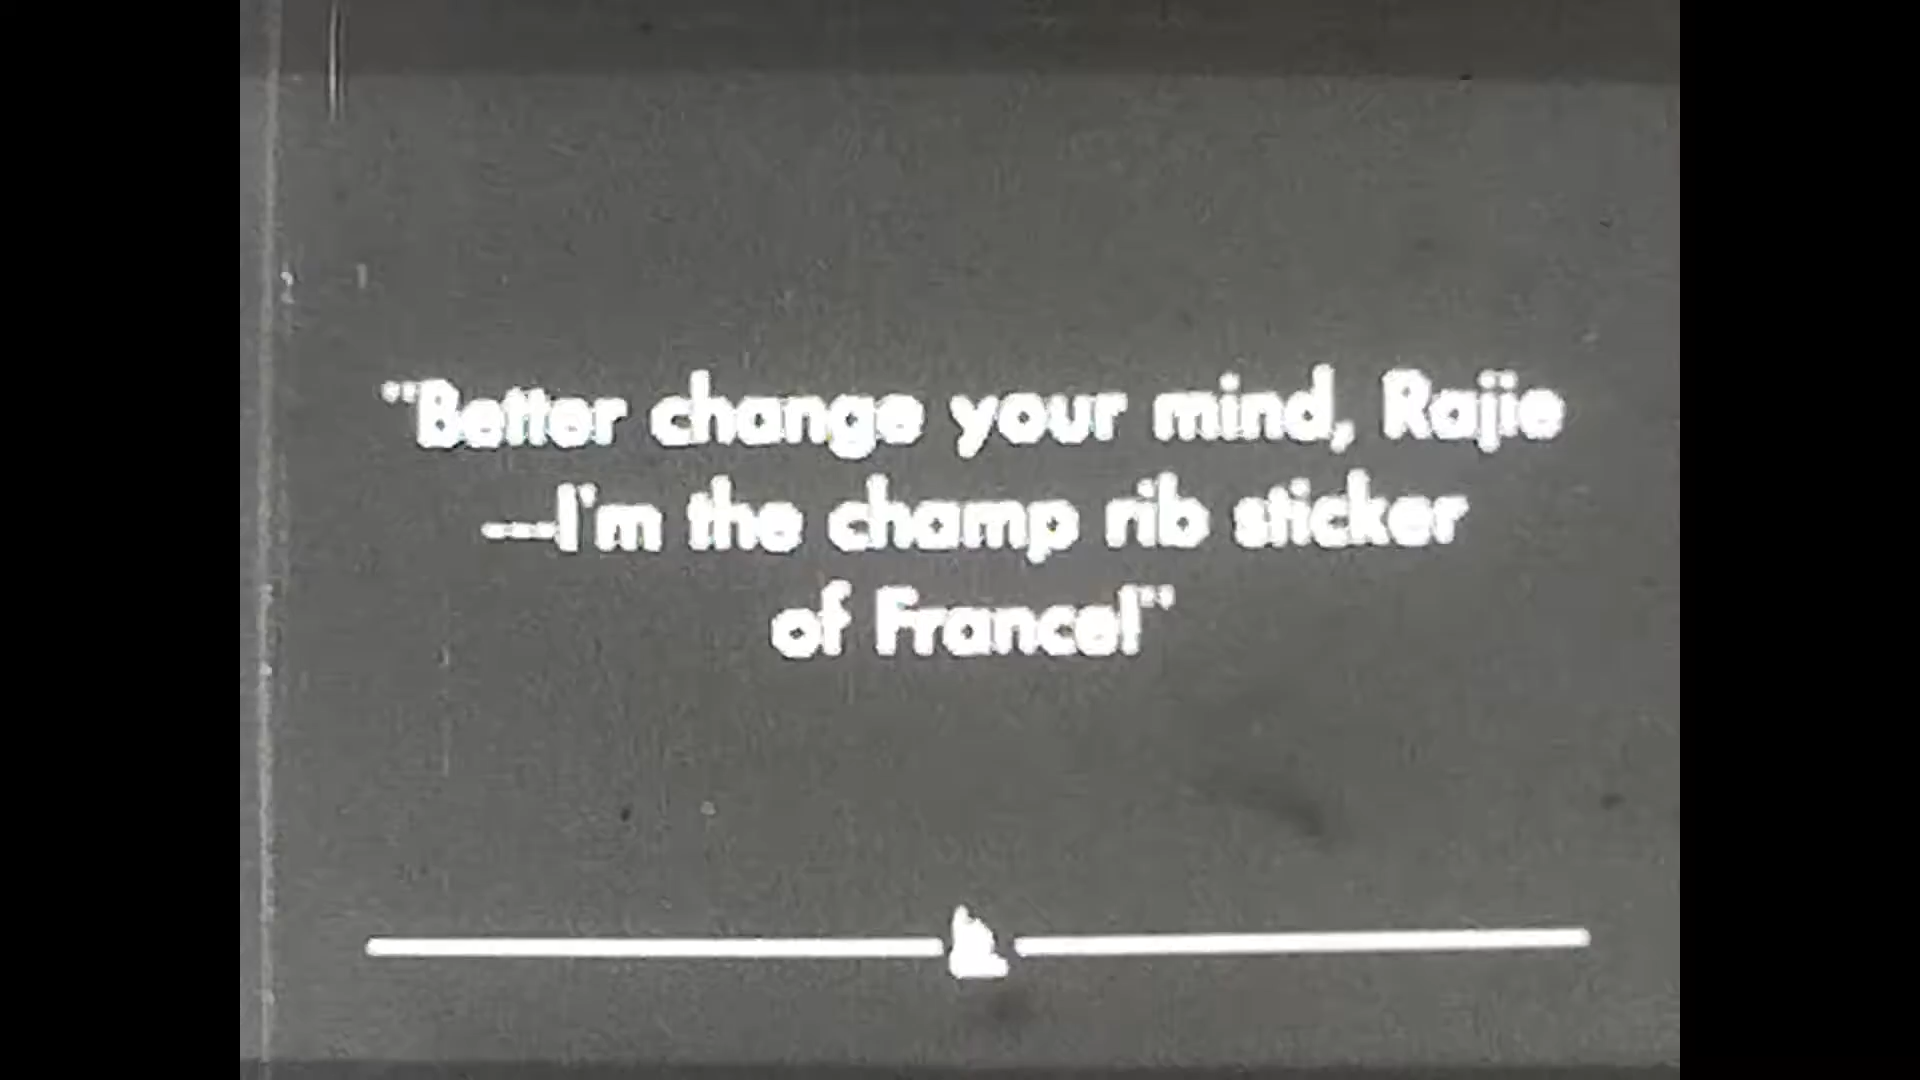 "Better change your mind, Rajie
---I'm the champ rib sticker
of France!"